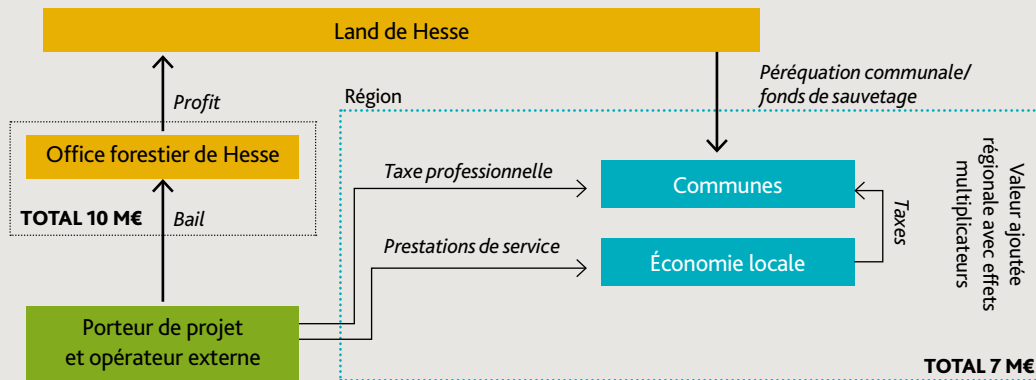 Land de Hesse
Profit
Région
Péréquation communale/
fonds de sauvetage
Office forestier de Hesse
TOTAL 10 M€
Bail
Taxe professionnelle
Communes
Taxes
Prestations de service
Économie locale
Valeur ajoutée
régionale avec effets
multiplicateurs
Porteur de projet
et opérateur externe
TOTAL 7 M€